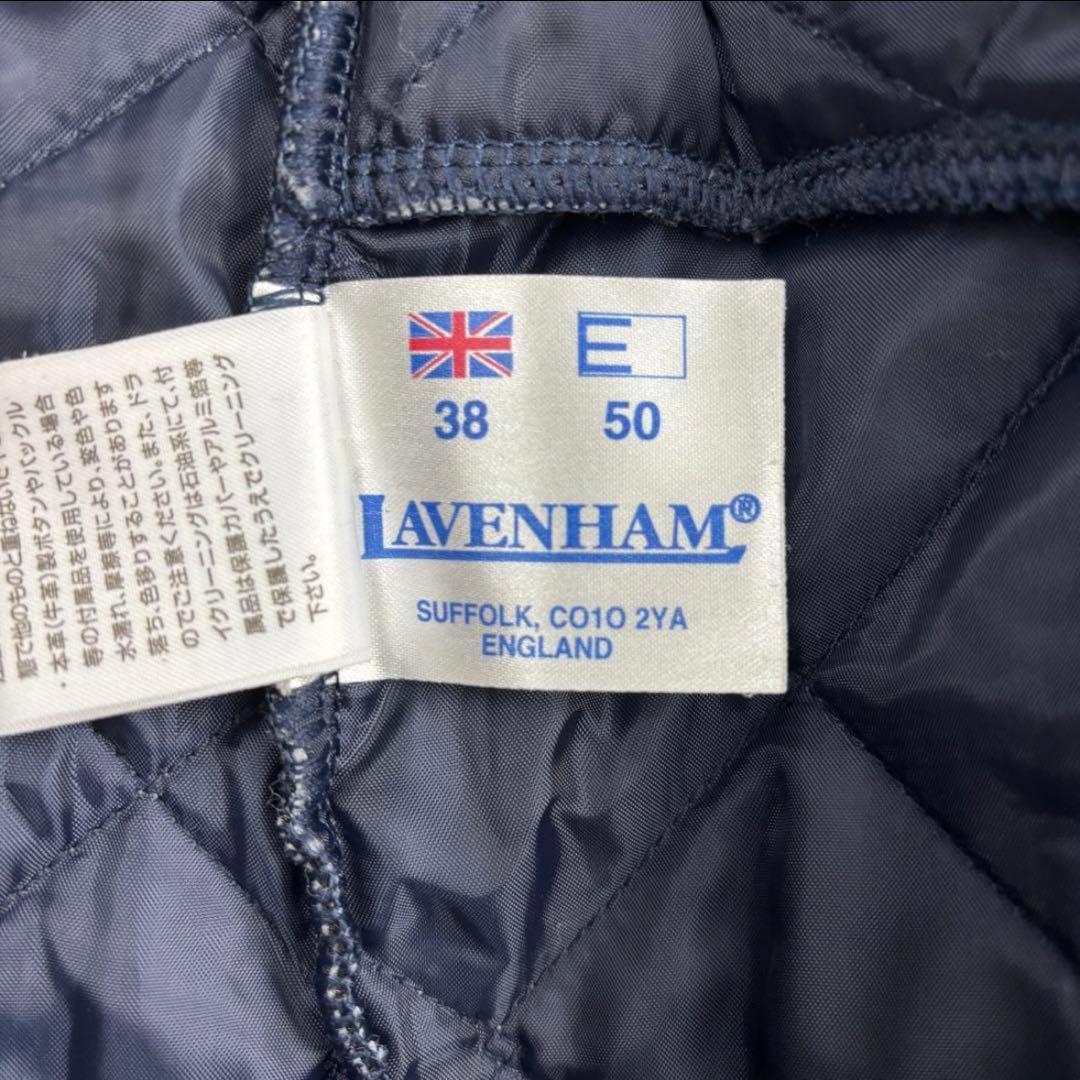 38
E
50
LAVENHAM®
SUFFOLK, CO1O 2YA
ENGLAND
・本革(牛革)製ボタンやバックル
等の付属品を使用している場合
水濡れ、摩擦等により、変色や色
落ち、色移りすることがあります
のでご注意ください。また、ドラ
イクリーニングは石油系にて、付
属品は保護カバーやアルミ箔等
で保護したうえでクリーニング
下さい。